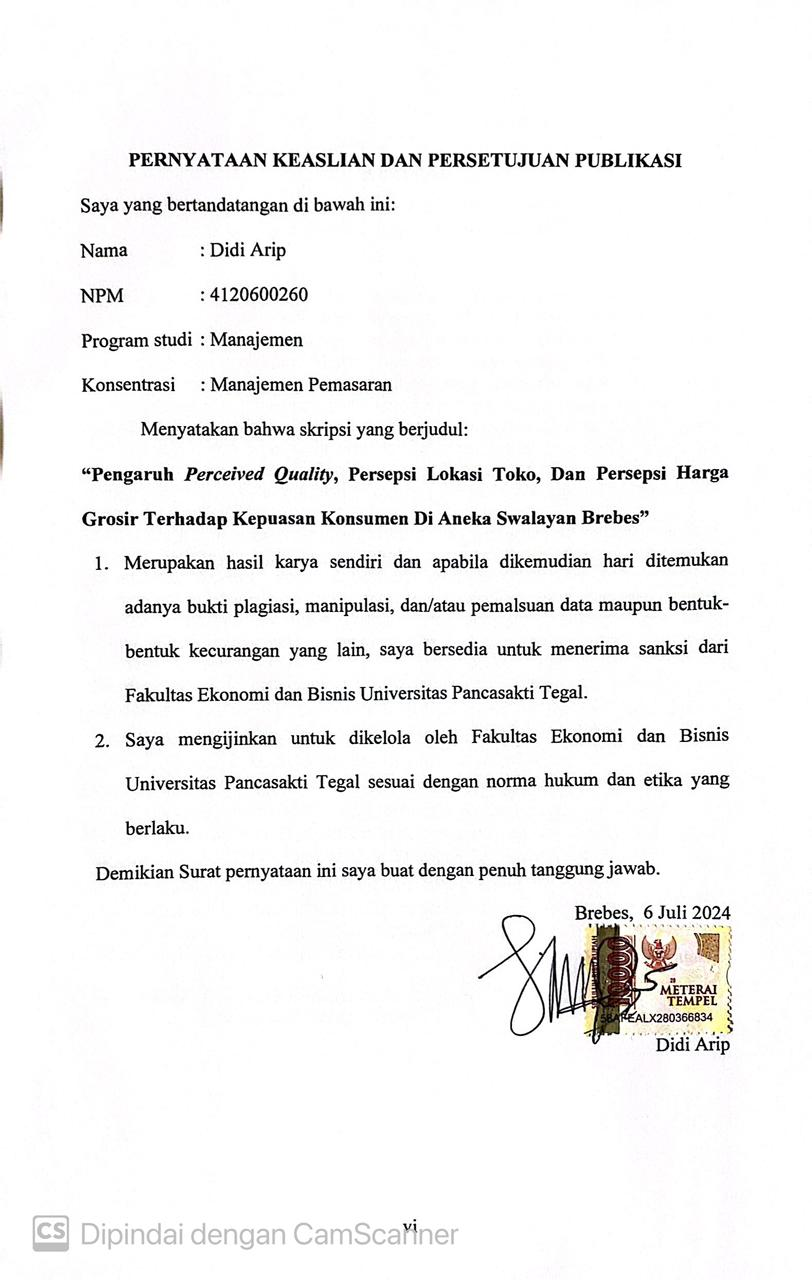 PERNYATAAN KEASLIAN DAN PERSETUJUAN PUBLIKASI
Saya yang bertandatangan di bawah ini:
Nama : Didi Arip
NPM : 4120600260
Program studi : Manajemen
Konsentrasi : Manajemen Pemasaran
Menyatakan bahwa skripsi yang berjudul:
“Pengaruh Perceived Quality, Persepsi Lokasi Toko, Dan Persepsi Harga
Grosir Terhadap Kepuasan Konsumen Di Aneka Swalayan Brebes”
1. Merupakan hasil karya sendiri dan apabila dikemudian hari ditemukan
adanya bukti plagiasi, manipulasi, dan/atau pemalsuan data maupun bentuk-
bentuk kecurangan yang lain, saya bersedia untuk menerima sanksi dari
Fakultas Ekonomi dan Bisnis Universitas Pancasakti Tegal.
2. Saya mengijinkan untuk dikelola oleh Fakultas Ekonomi dan Bisnis
Universitas Pancasakti Tegal sesuai dengan norma hukum dan etika yang
berlaku.
Demikian Surat pernyataan ini saya buat dengan penuh tanggung jawab.
Brebes, 6 Juli 2024
10000
METERAI
TEMPEL
Didi Arip
vi
CS Dipindai dengan CamScanner